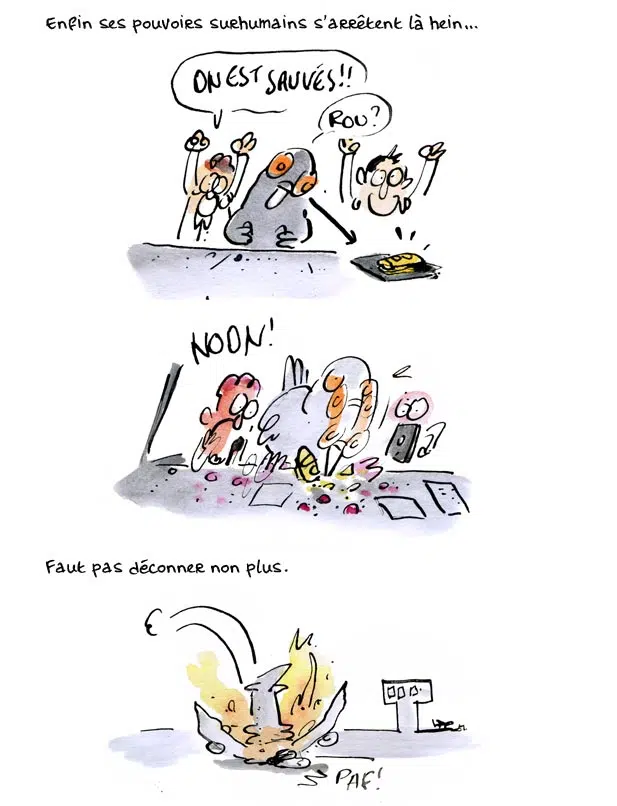 Enfin ses pouvoirs surhumains s'arrêtent là hein...
ON EST SAUVÉS!!
ROU?
NOON!
Faut pas déconner non plus.
PAF!